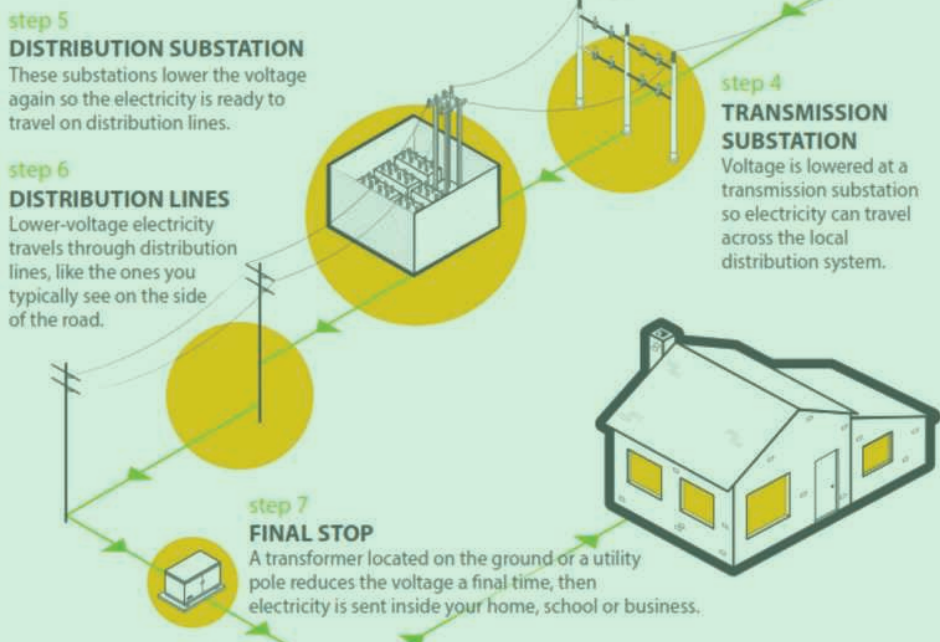 step 5
DISTRIBUTION SUBSTATION
These substations lower the voltage
again so the electricity is ready to
travel on distribution lines.
step 6
DISTRIBUTION LINES
Lower-voltage electricity
travels through distribution
lines, like the ones you
typically see on the side
of the road.
step 4
TRANSMISSION
SUBSTATION
Voltage is lowered at a
transmission substation
so electricity can travel
across the local
distribution system.
step 7
FINAL STOP
A transformer located on the ground or a utility
pole reduces the voltage a final time, then
electricity is sent inside your home, school or business.